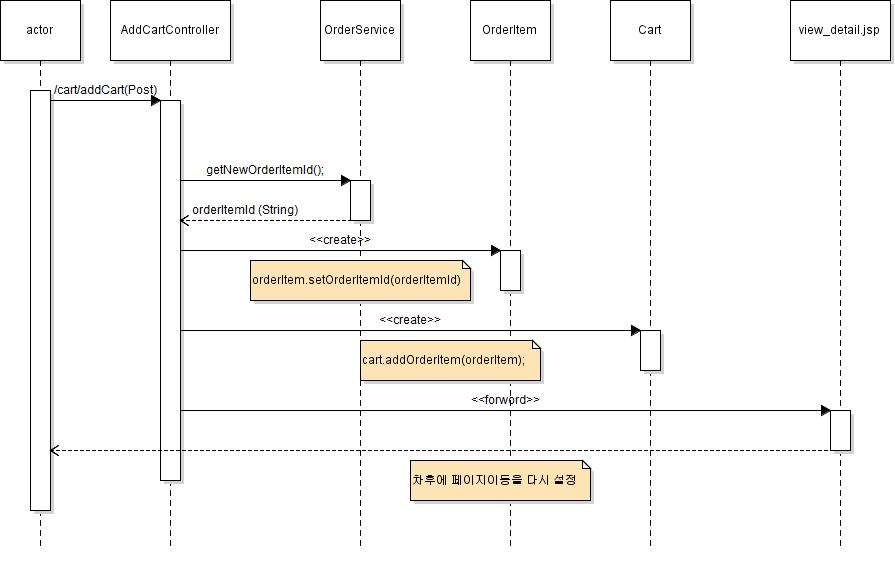 actor
AddCartController
OrderService
OrderItem
Cart
view_detail.jsp
/cart/addCart(Post)
getNewOrderItemId();
orderItemId (String)
<<create>>
orderItem.setOrderItemId(orderItemId)
<<create>>
cart.addOrderItem(orderItem);
<<forword>>
차후에 페이지이동을 다시 설정